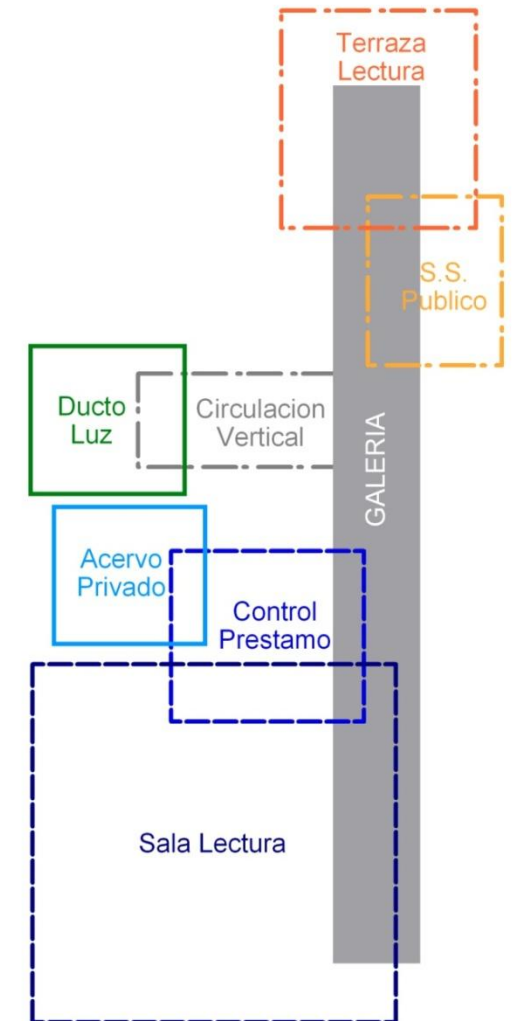 Terraza
Lectura
S.S.
Publico
Ducto
Luz
Circulacion
Vertical
GALERIA
Acervo
Privado
Control
Prestamo
Sala Lectura